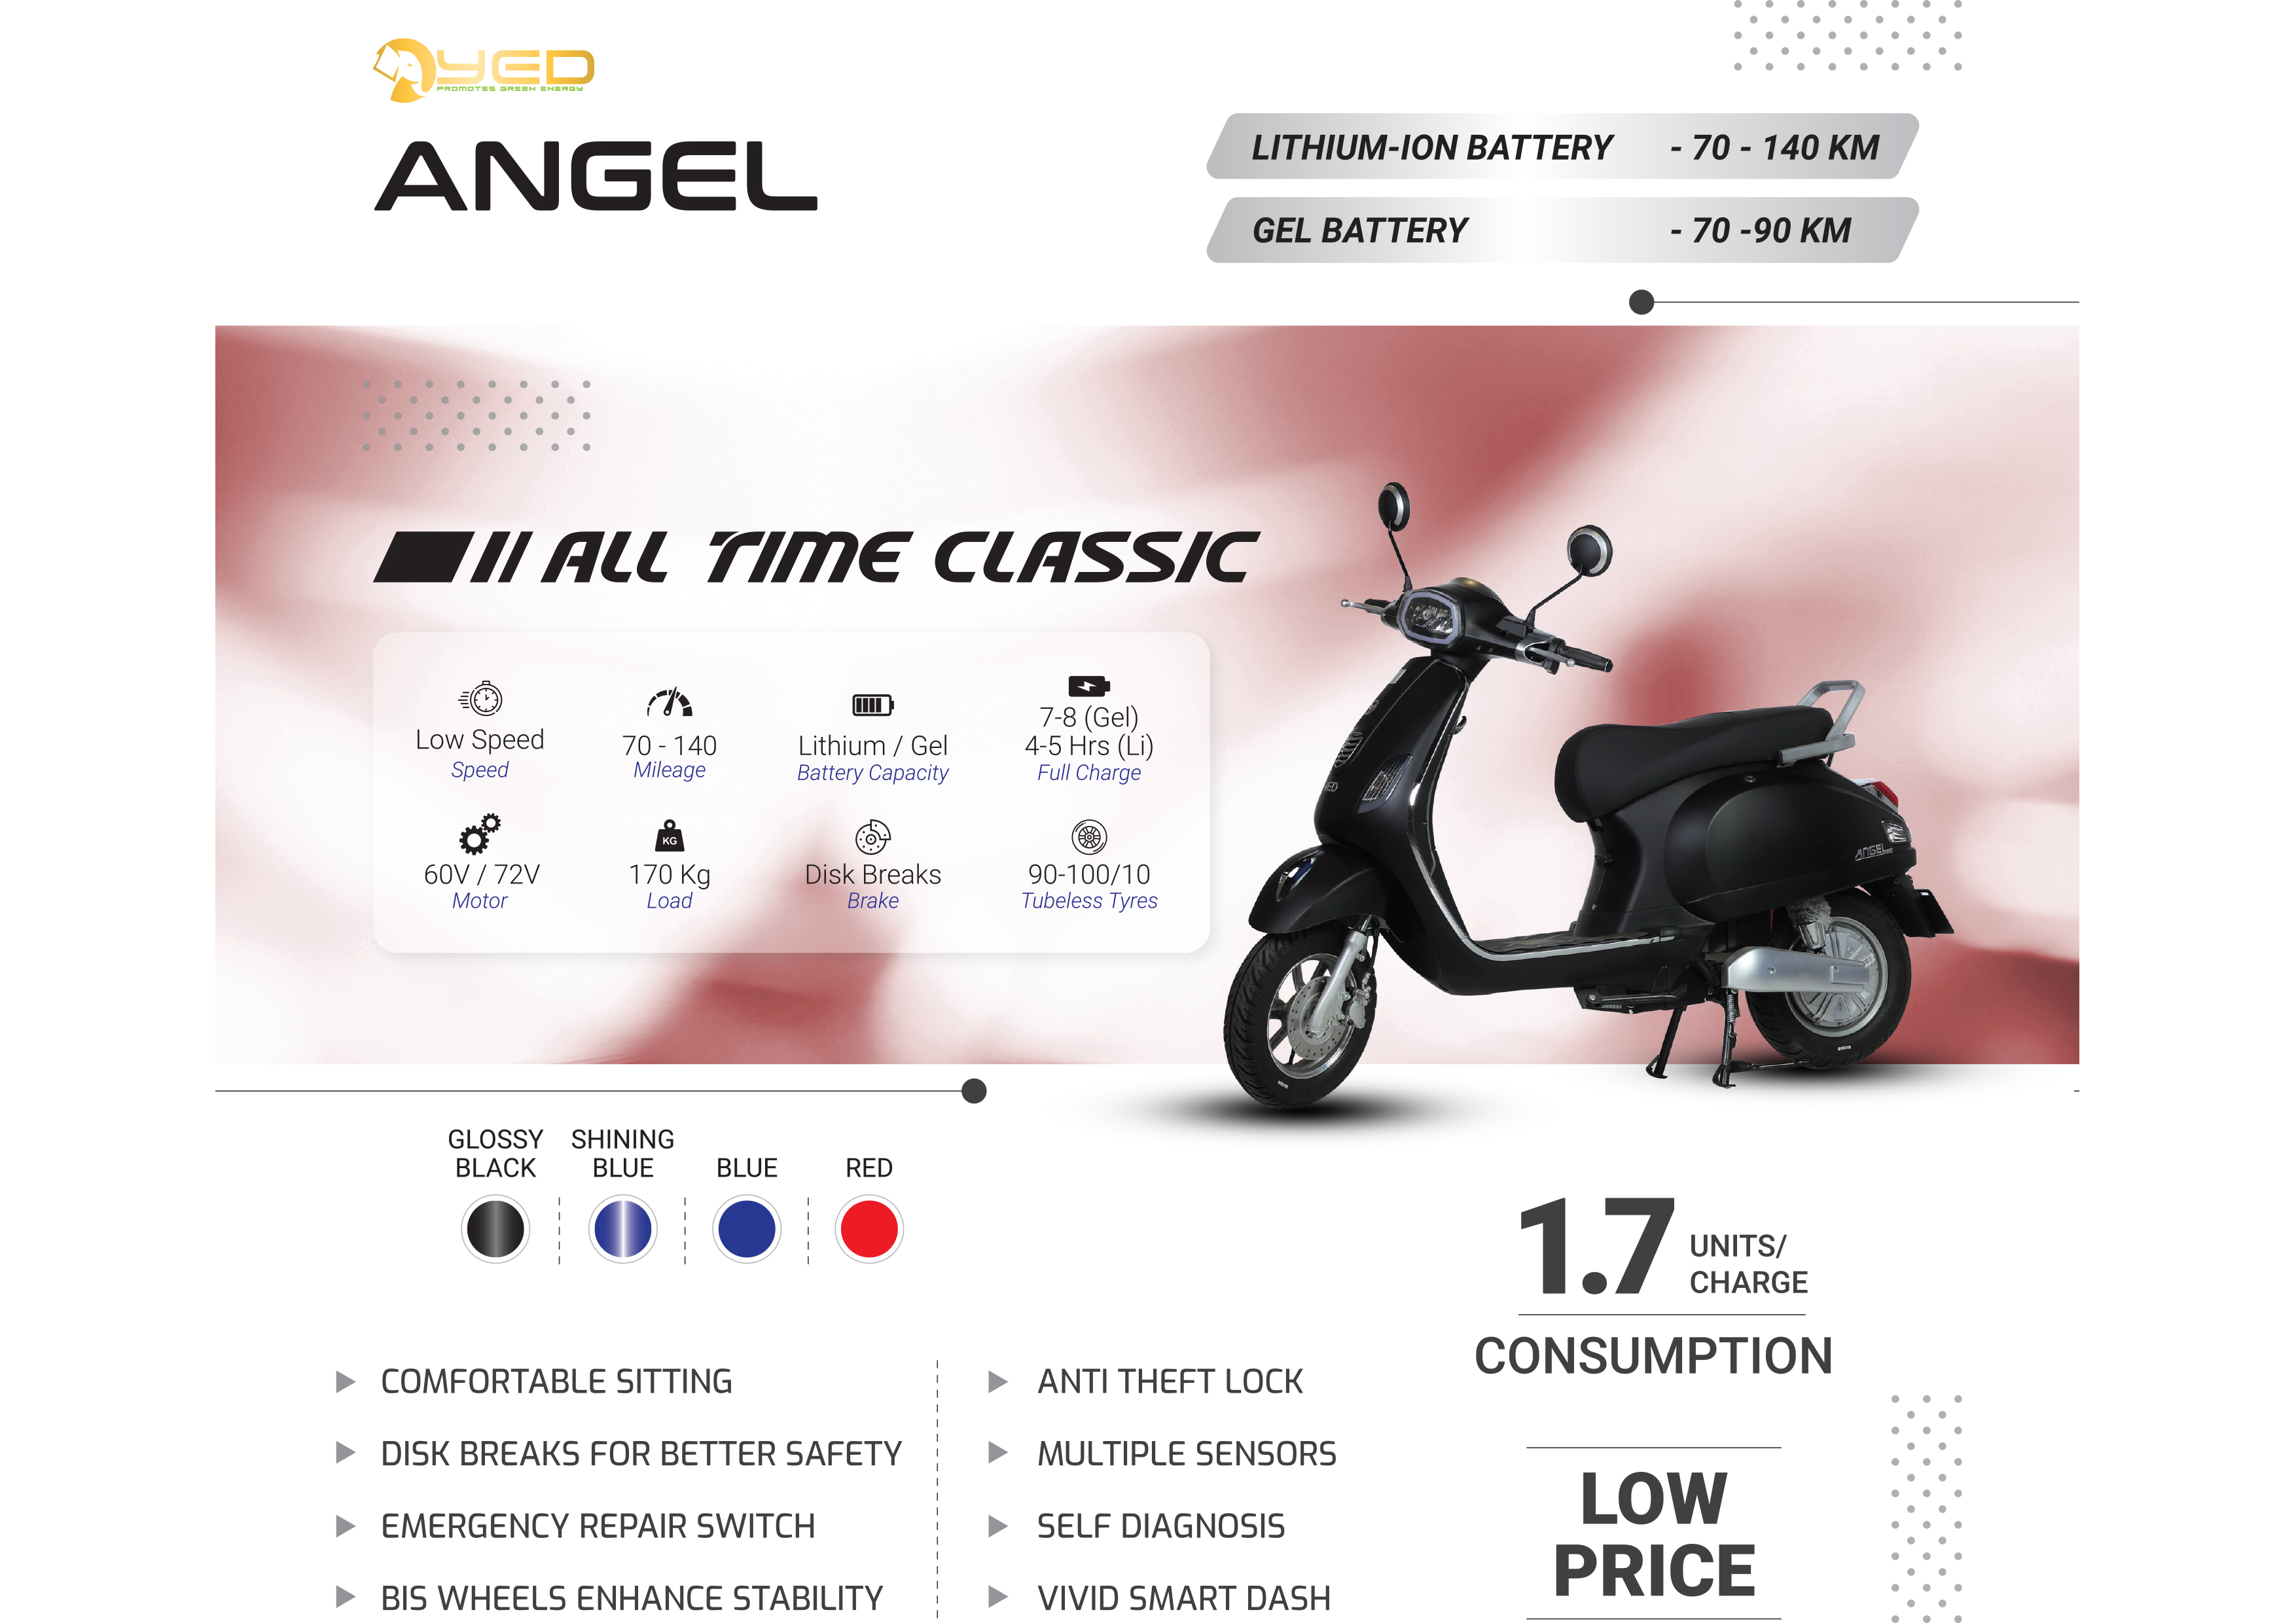 YED
PROMOTES GREEN ENERGY
ANGEL
LITHIUM-ION BATTERY - 70 - 140 KM
GEL BATTERY - 70 -90 KM
ALL TIME CLASSIC
Low Speed
Speed
70 - 140
Mileage
Lithium / Gel
Battery Capacity
7-8 (Gel)
4-5 Hrs (Li)
Full Charge
60V / 72V
Motor
KG
170 Kg
Load
Disk Breaks
Brake
90-100/10
Tubeless Tyres
YED
ANGEL
GLOSSY
BLACK
SHINING
BLUE
BLUE
RED
1.7 UNITS/
CHARGE
CONSUMPTION
COMFORTABLE SITTING
DISK BREAKS FOR BETTER SAFETY
EMERGENCY REPAIR SWITCH
BIS WHEELS ENHANCE STABILITY
ANTI THEFT LOCK
MULTIPLE SENSORS
SELF DIAGNOSIS
VIVID SMART DASH
LOW
PRICE